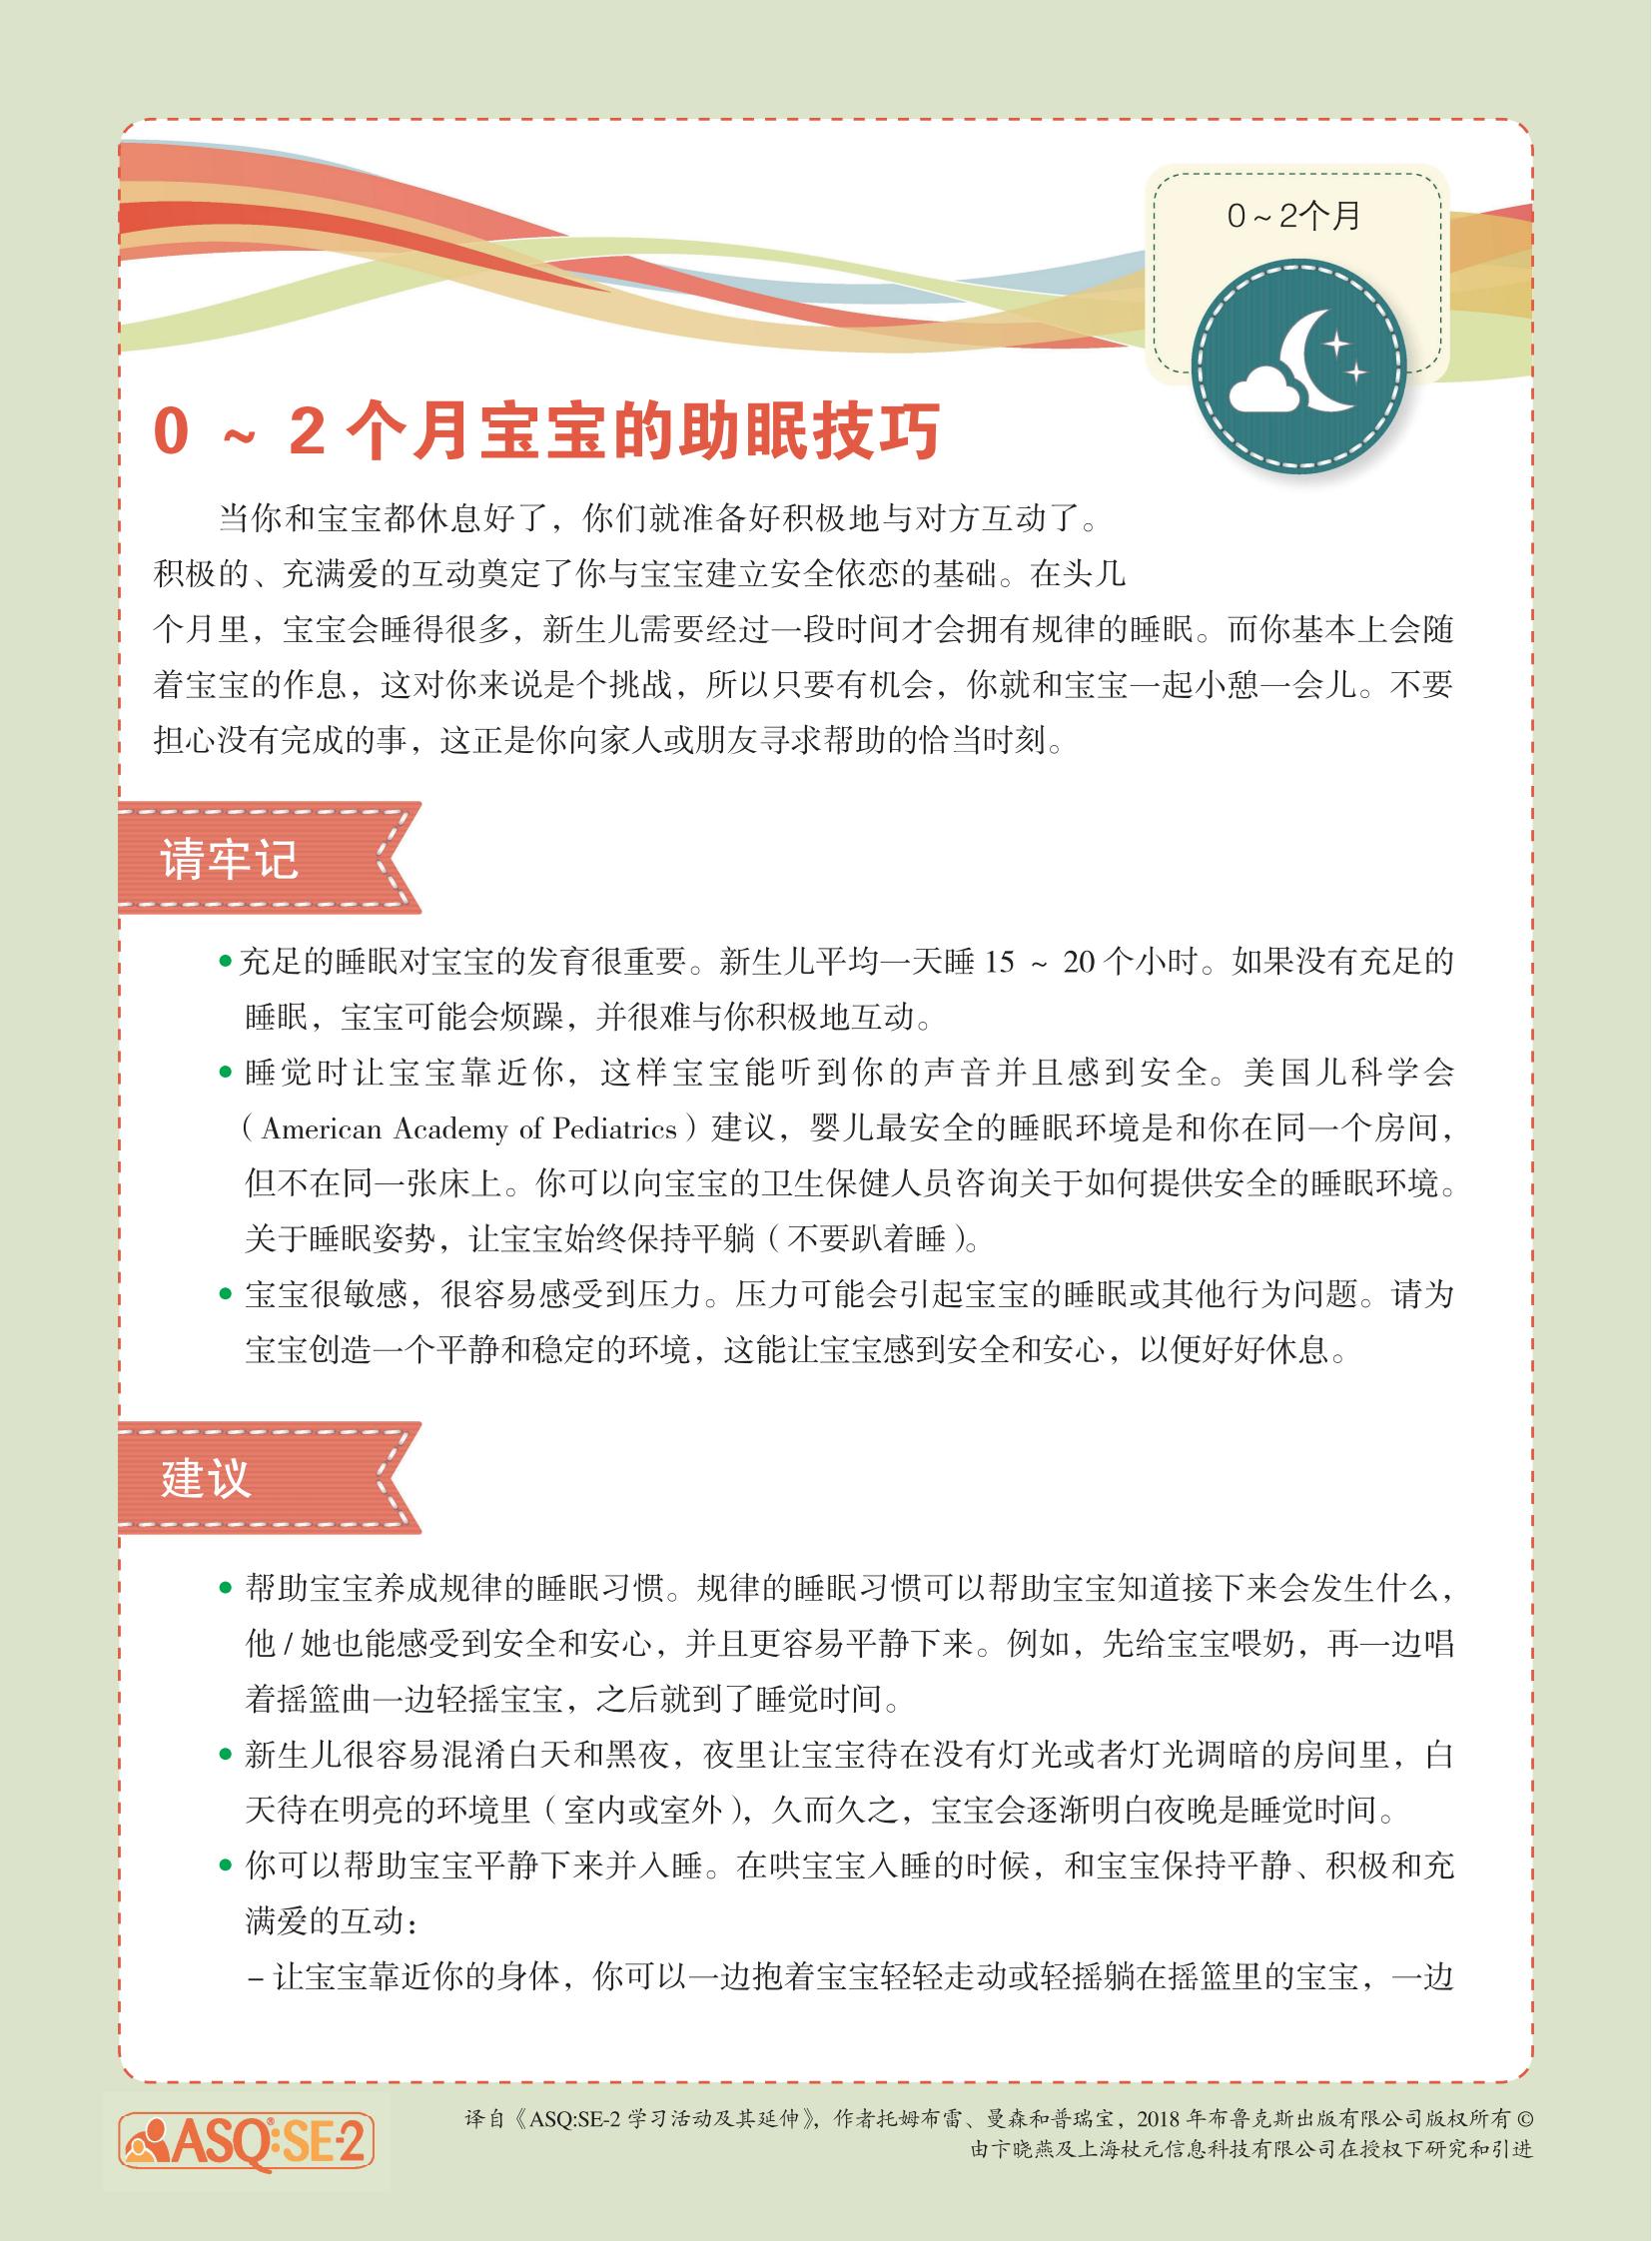 0 ~ 2个月
0 ~ 2 个月宝宝的助眠技巧
当你和宝宝都休息好了，你们就准备好积极地与对方互动了。
积极的、充满爱的互动奠定了你与宝宝建立安全依恋的基础。在头几
个月里，宝宝会睡得很多，新生儿需要经过一段时间才会拥有规律的睡眠。而你基本上会随
着宝宝的作息，这对你来说是个挑战，所以只要有机会，你就和宝宝一起小憩一会儿。不要
担心没有完成的事，这正是你向家人或朋友寻求帮助的恰当时刻。
请牢记
● 充足的睡眠对宝宝的发育很重要。新生儿平均一天睡 15 ~ 20 个小时。如果没有充足的
睡眠，宝宝可能会烦躁，并很难与你积极地互动。
● 睡觉时让宝宝靠近你，这样宝宝能听到你的声音并且感到安全。美国儿科学会
（American Academy of Pediatrics）建议，婴儿最安全的睡眠环境是和你在同一个房间，
但不在同一张床上。你可以向宝宝的卫生保健人员咨询关于如何提供安全的睡眠环境。
关于睡眠姿势，让宝宝始终保持平躺（不要趴着睡）。
● 宝宝很敏感，很容易感受到压力。压力可能会引起宝宝的睡眠或其他行为问题。请为
宝宝创造一个平静和稳定的环境，这能让宝宝感到安全和安心，以便好好休息。
建议
● 帮助宝宝养成规律的睡眠习惯。规律的睡眠习惯可以帮助宝宝知道接下来会发生什么，
他 / 她也能感受到安全和安心，并且更容易平静下来。例如，先给宝宝喂奶，再一边唱
着摇篮曲一边轻摇宝宝，之后就到了睡觉时间。
● 新生儿很容易混淆白天和黑夜，夜里让宝宝待在没有灯光或者灯光调暗的房间里，白
天待在明亮的环境里（室内或室外），久而久之，宝宝会逐渐明白夜晚是睡觉时间。
● 你可以帮助宝宝平静下来并入睡。在哄宝宝入睡的时候，和宝宝保持平静、积极和充
满爱的互动：
– 让宝宝靠近你的身体，你可以一边抱着宝宝轻轻走动或轻摇躺在摇篮里的宝宝，一边
ASQ®:SE-2
译自《ASQ:SE-2 学习活动及其延伸》，作者托姆布雷、曼森和普瑞宝，2018 年布鲁克斯出版有限公司版权所有 ©
由卞晓燕及上海杖元信息科技有限公司在授权下研究和引进